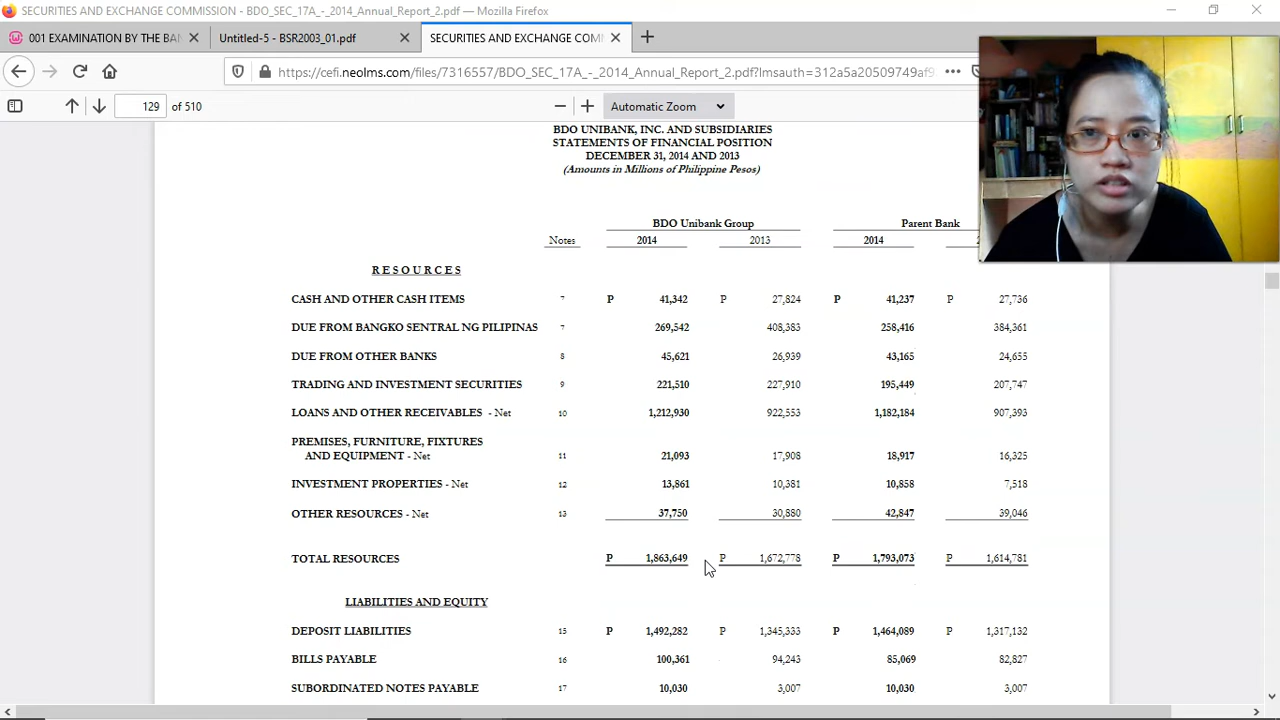 SECURITIES AND EXCHANGE COMMISSION - BDO_SEC_17A_-_2014_Annual_Report_2.pdf — Mozilla Firefox
001 EXAMINATION BY THE BAN Untitled-5 - BSR2003_01.pdf SECURITIES AND EXCHANGE COMM
https://cefi.neolms.com/files/7316557/BDO_SEC_17A_-_2014_Annual_Report_2.pdf?lmsauth=312a5a20509749af9
129 of 510 Automatic Zoom
BDO UNIBANK, INC. AND SUBSIDIARIES
STATEMENTS OF FINANCIAL POSITION
DECEMBER 31, 2014 AND 2013
(Amounts in Millions of Philippine Pesos)
BDO Unibank Group Parent Bank
Notes 2014 2013 2014
R E S O U R C E S
CASH AND OTHER CASH ITEMS 7 P 41,342 P 27,824 P 41,237 P 27,736
DUE FROM BANGKO SENTRAL NG PILIPINAS 7 269,542 408,383 258,416 384,361
DUE FROM OTHER BANKS 8 45,621 26,939 43,165 24,655
TRADING AND INVESTMENT SECURITIES 9 221,510 227,910 195,449 207,747
LOANS AND OTHER RECEIVABLES - Net 10 1,212,930 922,553 1,182,184 907,393
PREMISES, FURNITURE, FIXTURES
AND EQUIPMENT - Net 11 21,093 17,908 18,917 16,325
INVESTMENT PROPERTIES - Net 12 13,861 10,381 10,858 7,518
OTHER RESOURCES - Net 13 37,750 30,880 42,847 39,046
TOTAL RESOURCES P 1,863,649 P 1,672,778 P 1,793,073 P 1,614,781
LIABILITIES AND EQUITY
DEPOSIT LIABILITIES 15 P 1,492,282 P 1,345,333 P 1,464,089 P 1,317,132
BILLS PAYABLE 16 100,361 94,243 85,069 82,827
SUBORDINATED NOTES PAYABLE 17 10,030 3,007 10,030 3,007